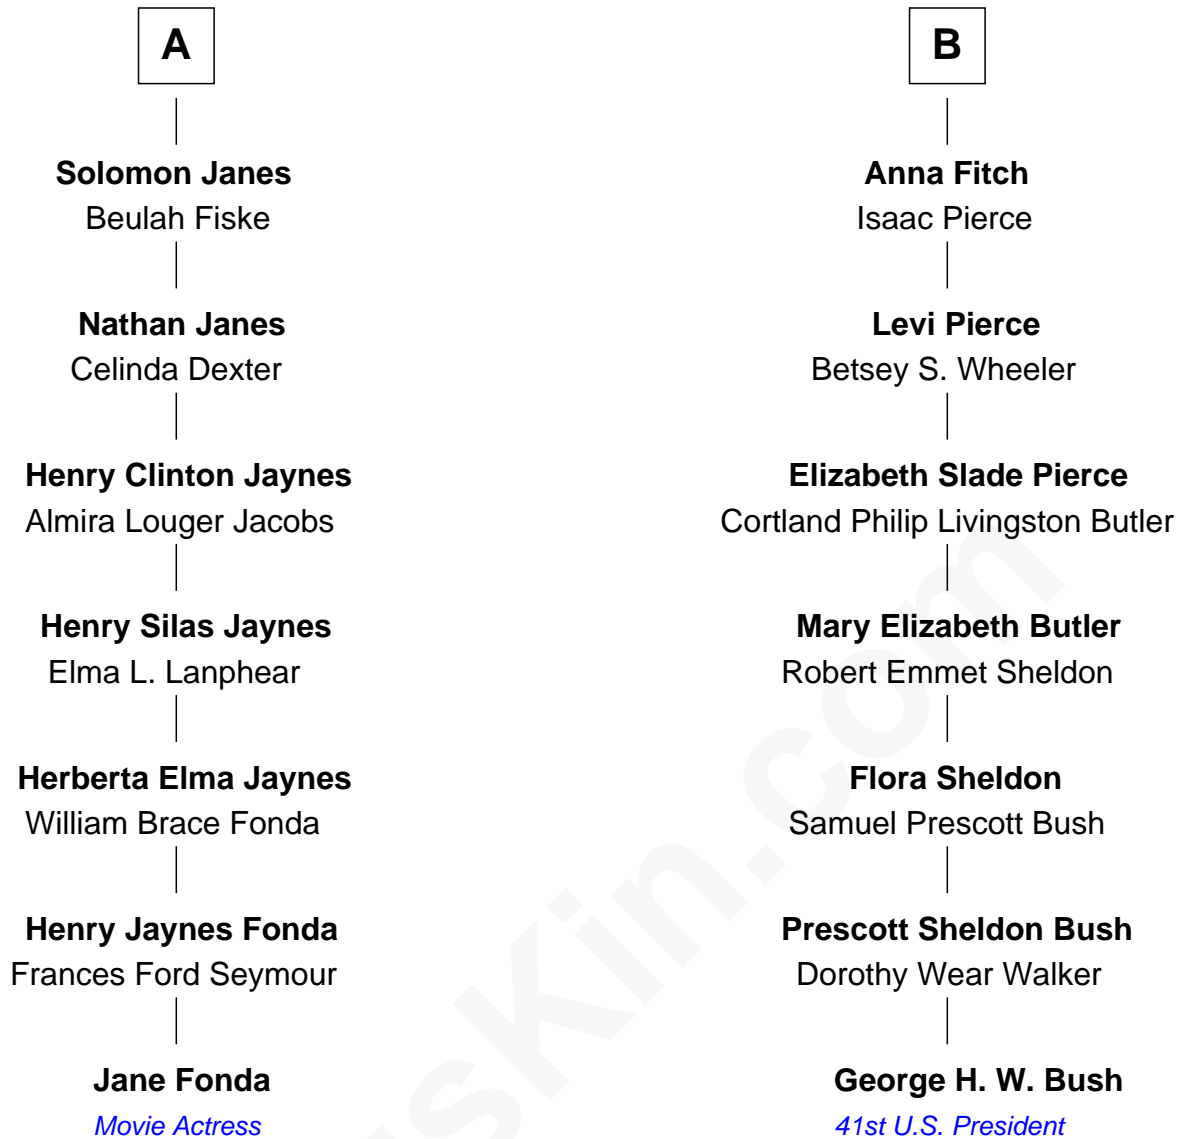 A
Solomon Janes
Beulah Fiske
Nathan Janes
Celinda Dexter
Henry Clinton Jaynes
Almira Louger Jacobs
Henry Silas Jaynes
Elma L. Lanphear
Herberta Elma Jaynes
William Brace Fonda
Henry Jaynes Fonda
Frances Ford Seymour
Jane Fonda
Movie Actress
B
Anna Fitch
Isaac Pierce
Levi Pierce
Betsey S. Wheeler
Elizabeth Slade Pierce
Cortland Philip Livingston Butler
Mary Elizabeth Butler
Robert Emmet Sheldon
Flora Sheldon
Samuel Prescott Bush
Prescott Sheldon Bush
Dorothy Wear Walker
George H. W. Bush
41st U.S. President